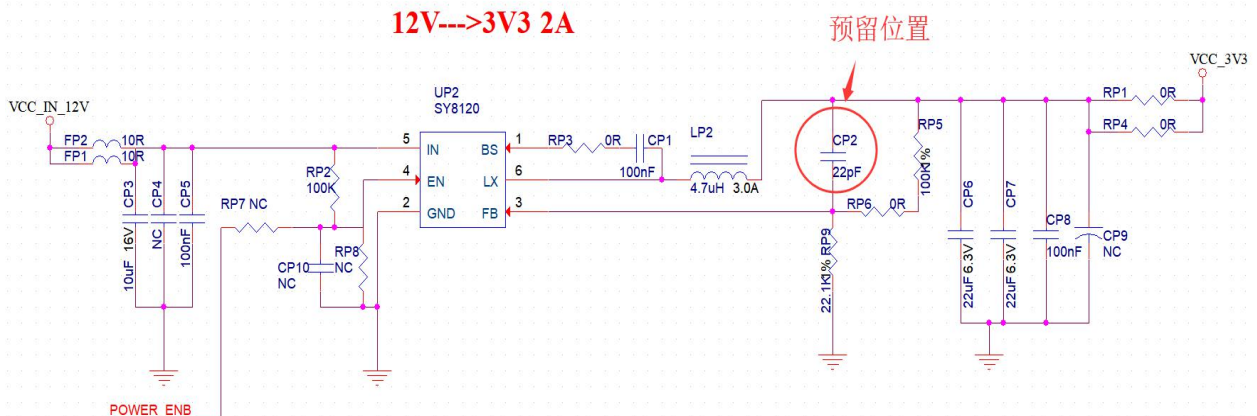 12V--->3V3 2A
预留位置
VCC_3V3
VCC_IN_12V
UP2
SY8120
RP1 0R
FP2 10R
FP1 10R
RP4 0R
5 IN BS 1
RP3 0R CP1
100nF
LP2
4.7uH 3.0A
CP2
22pF
RP5
100K1%
RP2
100K
4 EN LX 6
2 GND FB 3
RP6 0R
CP3
10uF 16V
CP4
NC
CP5
100nF
RP7 NC
CP10
NC
RP8
NC
RP9
22.1K1%
CP6
22uF 6.3V
CP7
22uF 6.3V
CP8
100nF
CP9
NC
POWER_ENB